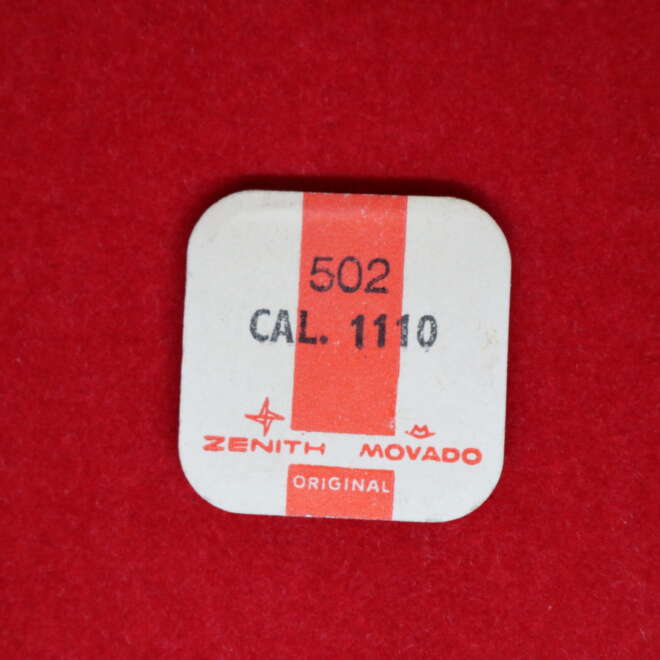 502
CAL. 1110
ZENITH MOVADO
ORIGINAL